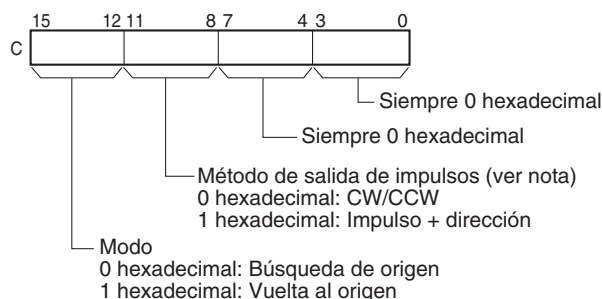 15 12 11 8 7 4 3 0
C
Siempre 0 hexadecimal
Siempre 0 hexadecimal
Método de salida de impulsos (ver nota)
0 hexadecimal: CW/CCW
1 hexadecimal: Impulso + dirección
Modo
0 hexadecimal: Búsqueda de origen
1 hexadecimal: Vuelta al origen